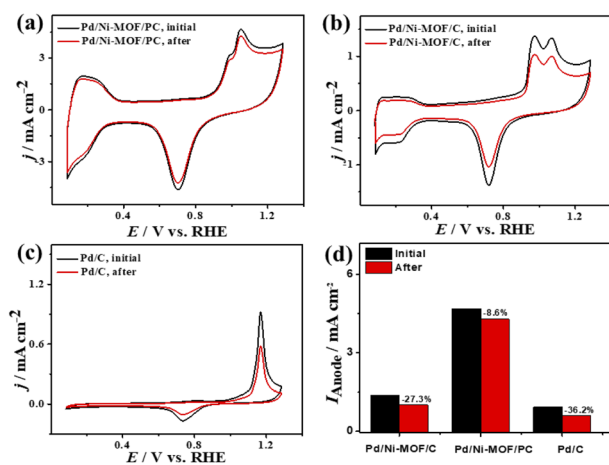 (a)
Pd/Ni-MOF/PC, initial
Pd/Ni-MOF/PC, after
j / mA cm⁻²
3
0
-3
0.4 0.8 1.2
E / V vs. RHE
(b)
Pd/Ni-MOF/C, initial
Pd/Ni-MOF/C, after
j / mA cm⁻²
1
0
-1
0.4 0.8 1.2
E / V vs. RHE
(c)
Pd/C, initial
Pd/C, after
j / mA cm⁻²
1.2
0.6
0.0
0.4 0.8 1.2
E / V vs. RHE
(d)
Initial
After
I Anode / mA cm⁻²
6
3
0
-27.3%
-8.6%
-36.2%
Pd/Ni-MOF/C Pd/Ni-MOF/PC Pd/C